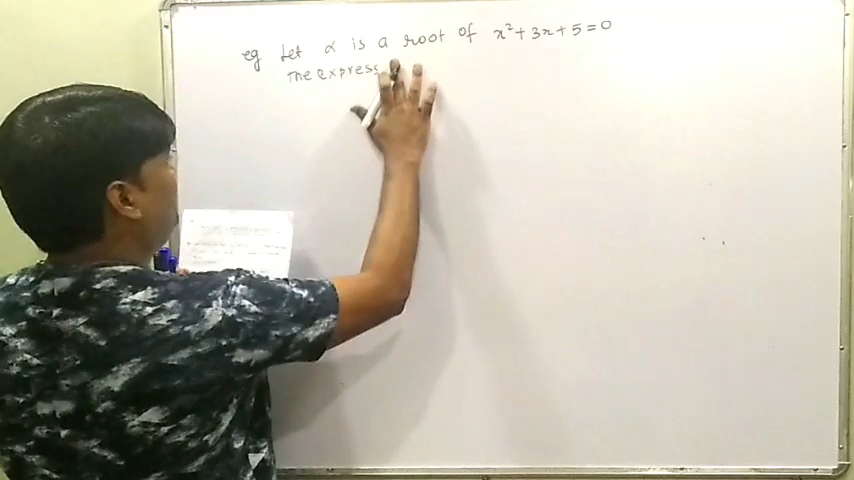 eg Let α is a root of x² + 3x + 5 = 0
The express